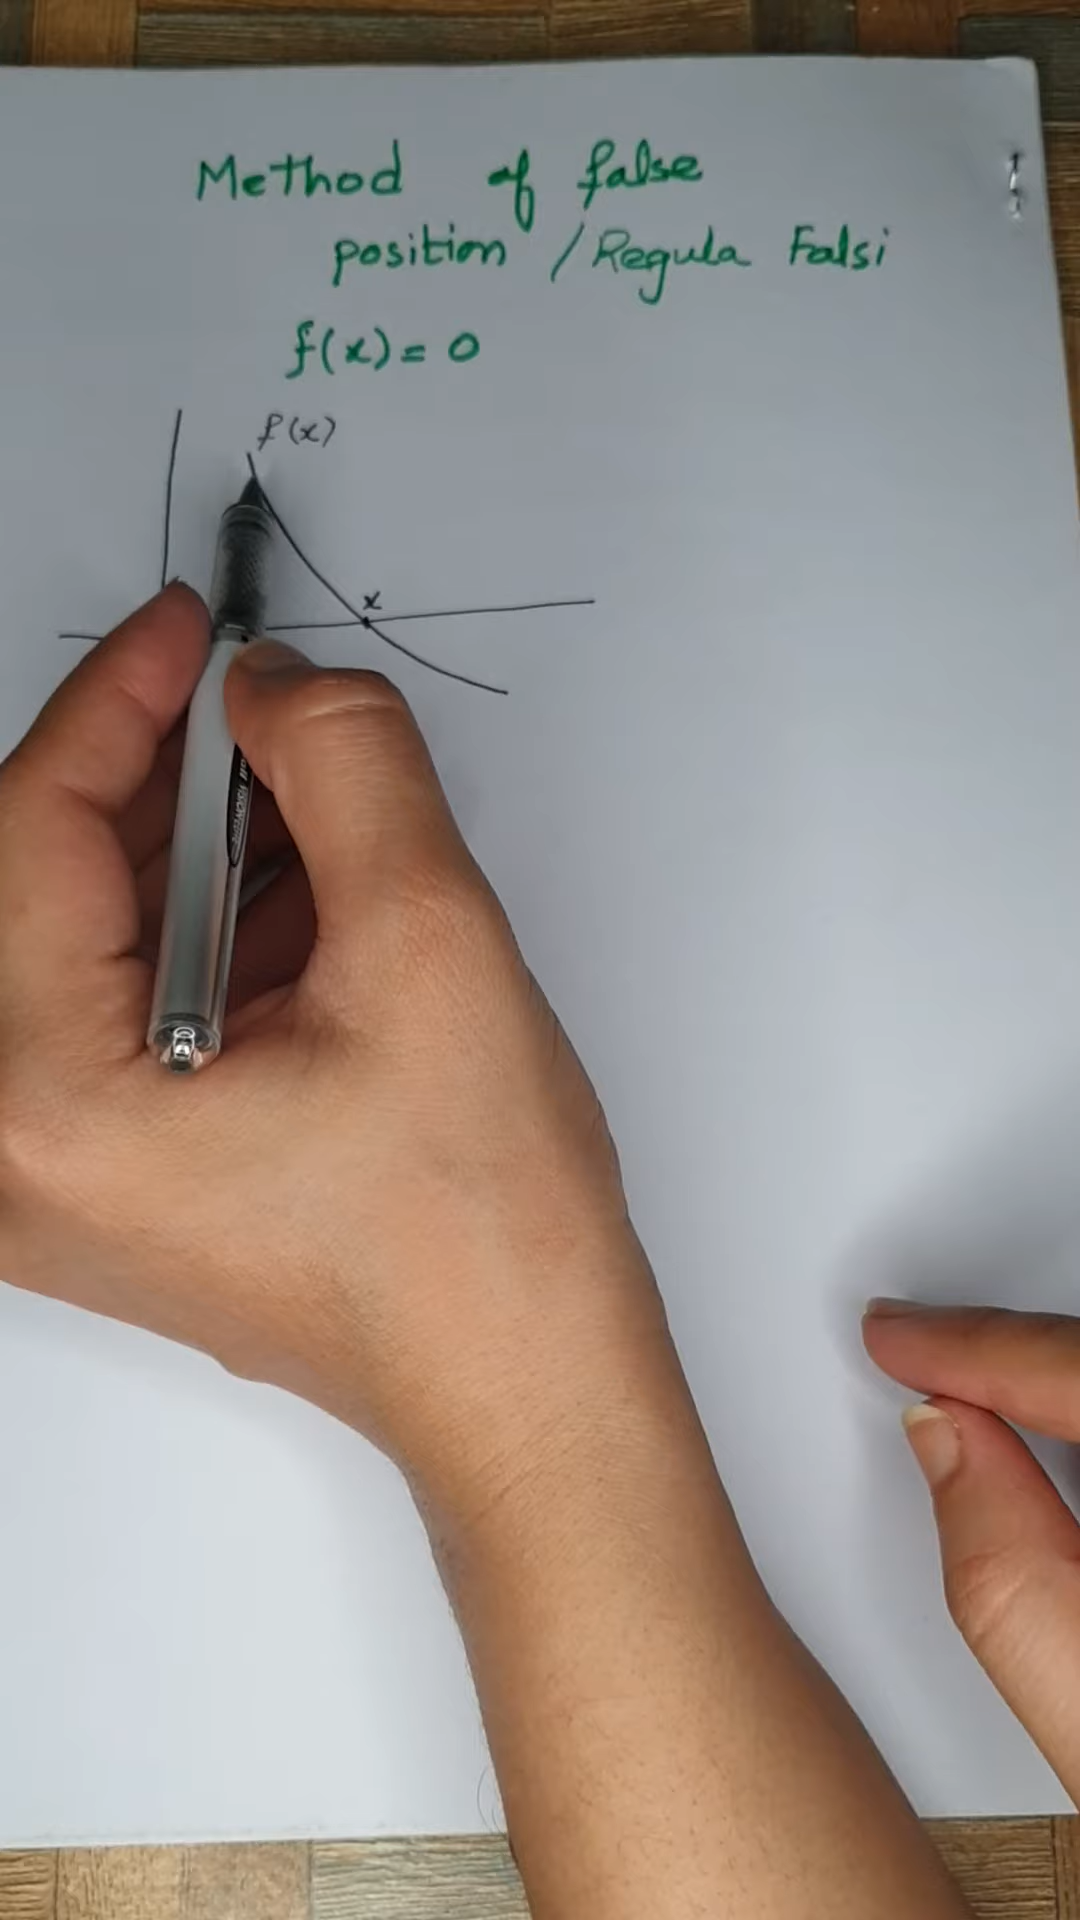 Method of false
position / Regula Falsi
f(x) = 0
f(x)
x